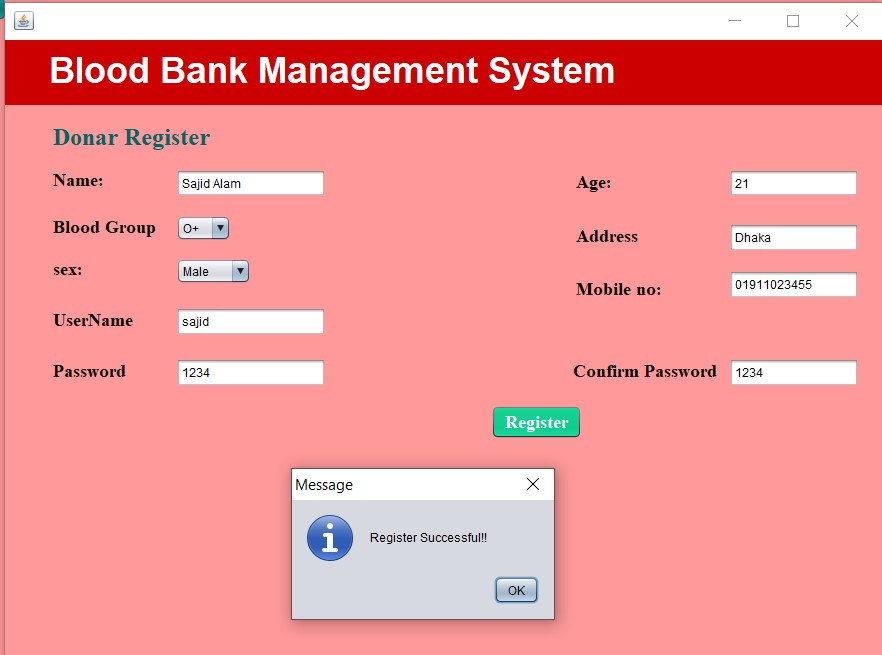 Blood Bank Management System
Donar Register
Name: Sajid Alam Age: 21
Blood Group O+ Address Dhaka
sex: Male Mobile no: 01911023455
UserName sajid
Password 1234 Confirm Password 1234
Register
Message
Register Successful!!
OK